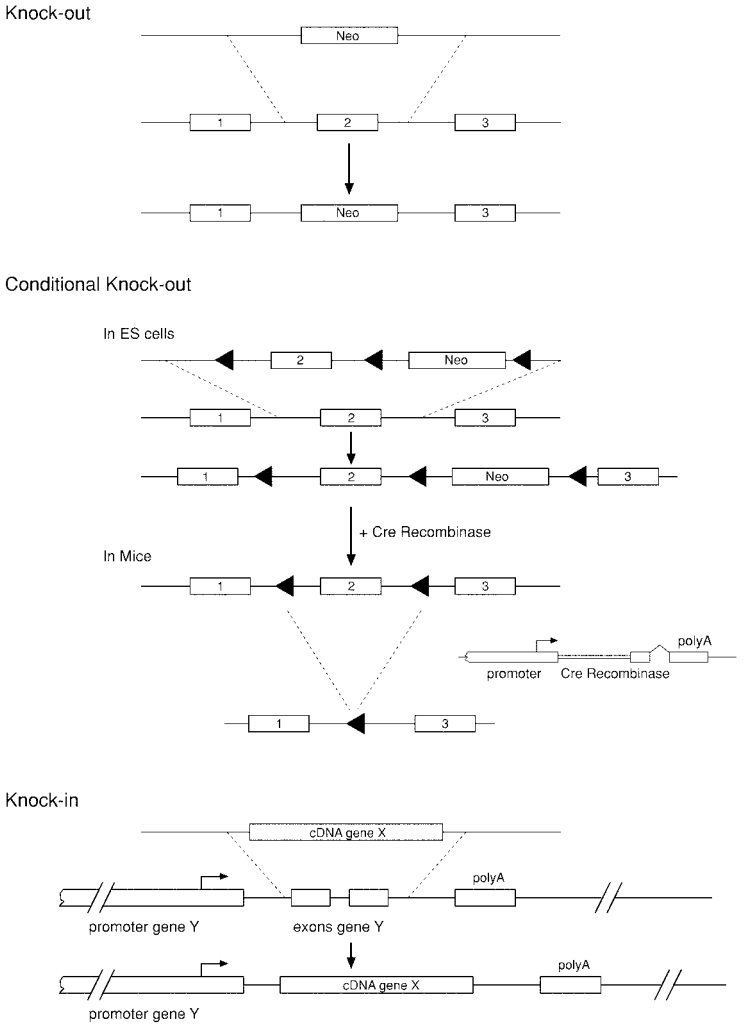 Knock-out
Neo
1 2 3
1 Neo 3
Conditional Knock-out
In ES cells
2 Neo
1 2 3
1 2 Neo 3
+ Cre Recombinase
In Mice
1 2 3
polyA
promoter Cre Recombinase
1 3
Knock-in
cDNA gene X
polyA
promoter gene Y exons gene Y
polyA
cDNA gene X
promoter gene Y